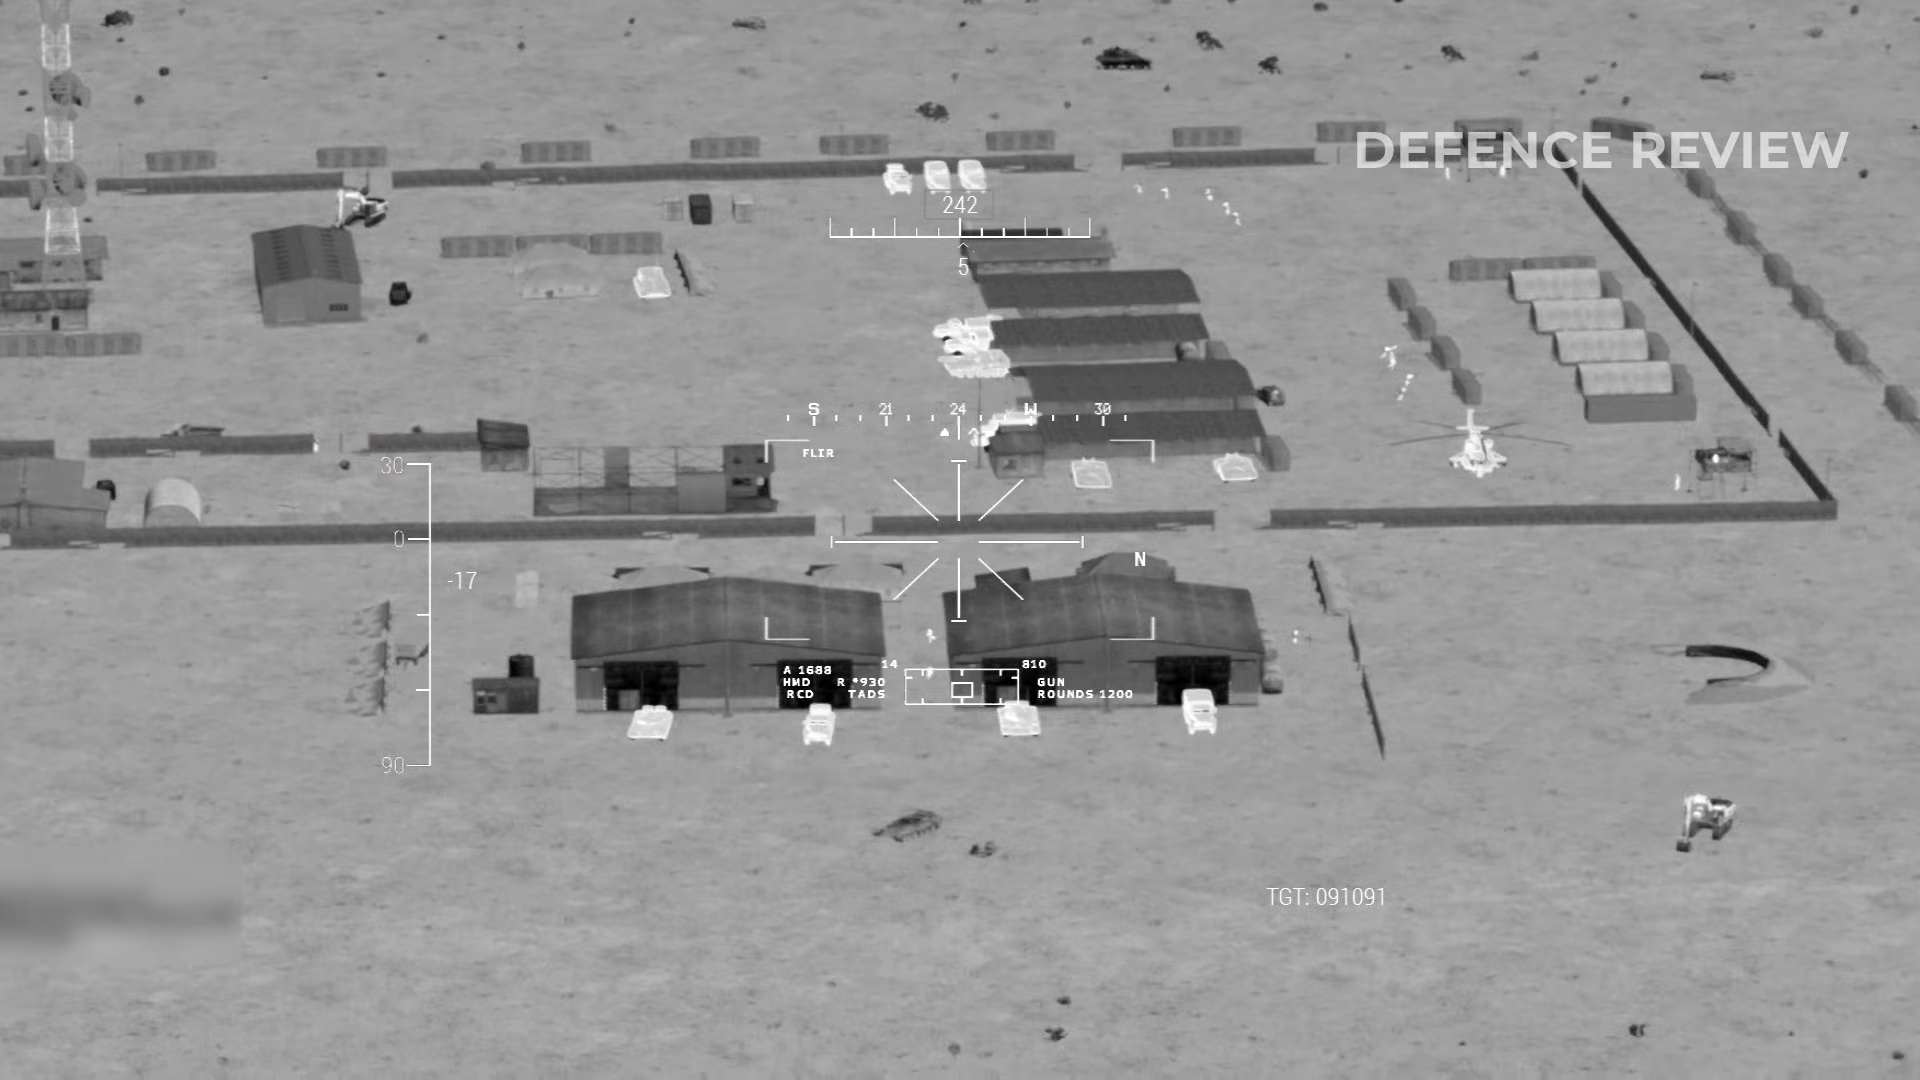 DEFENCE REVIEW
242
5
S 21 24 W 30
FLIR
30
0
-17
-90
N
A 1688 14 810
HMD R *930 GUN
RCD TADS ROUNDS 1200
TGT: 091091